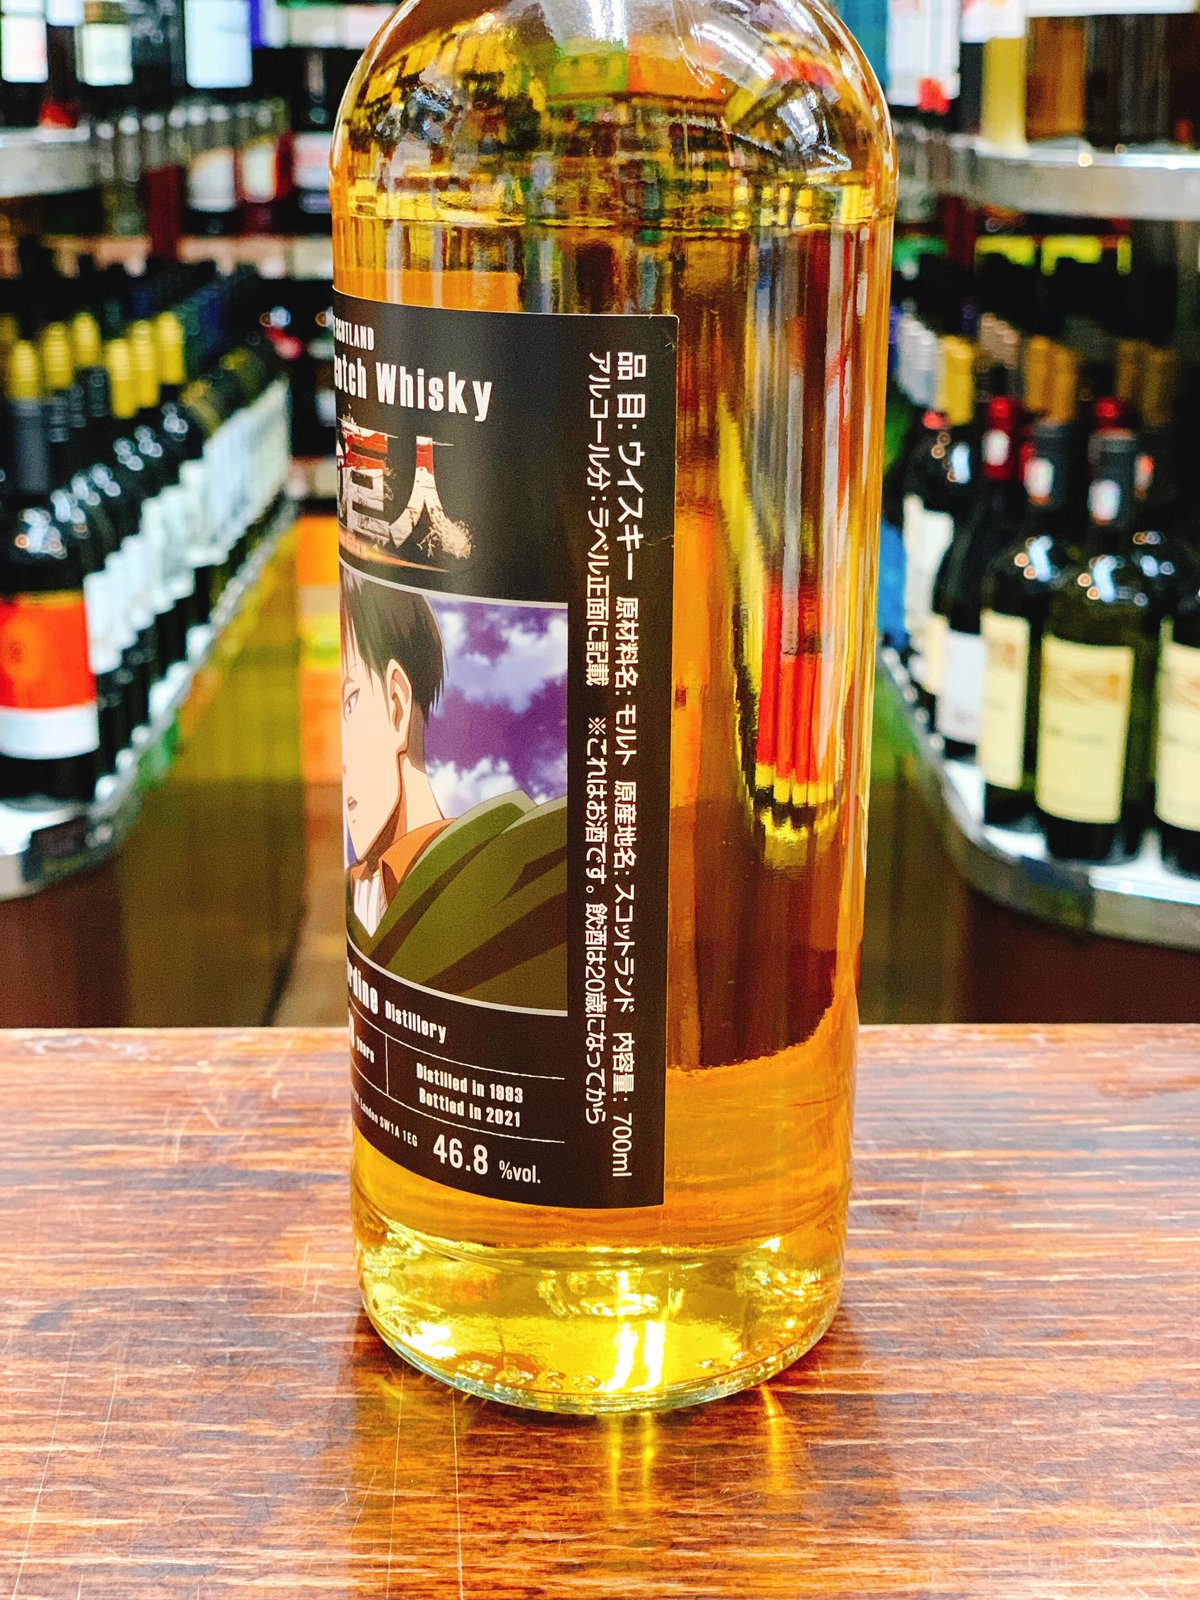 SCOTLAND
Scotch Whisky
巨人
Distillery
years
Distilled in 1993
Bottled in 2021
London SW1A 1EG
46.8 %vol.
品目: ウイスキー 原材料名: モルト 原産地名: スコットランド 内容量: 700ml
アルコール分: ラベル正面に記載 ※これはお酒です。飲酒は20歳になってから